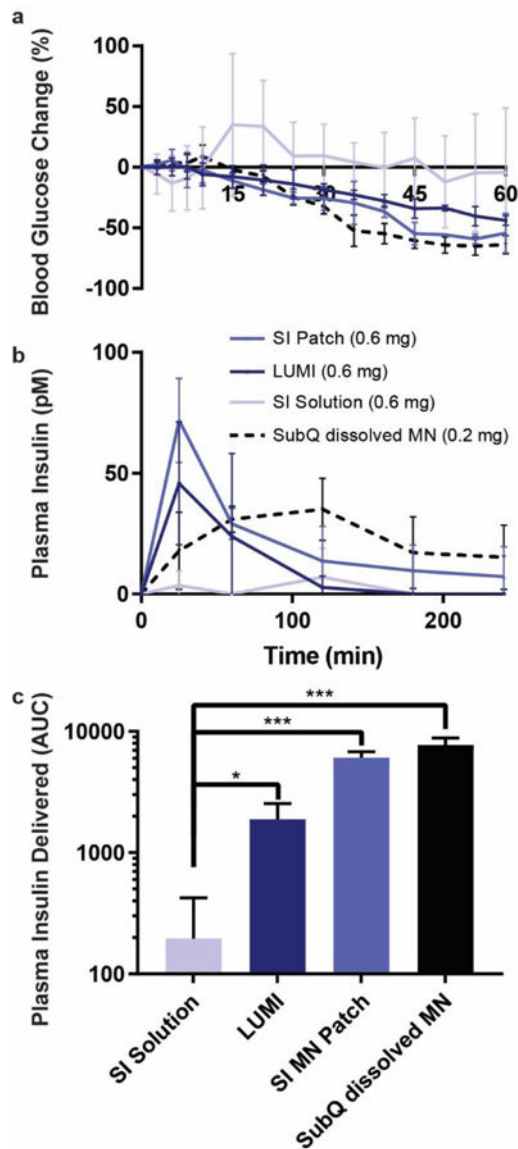 a
100
50
0
-50
-100
15
30
45
60
Blood Glucose Change (%)
b
SI Patch (0.6 mg)
LUMI (0.6 mg)
SI Solution (0.6 mg)
SubQ dissolved MN (0.2 mg)
100
50
0
Plasma Insulin (pM)
0
100
200
Time (min)
c
***
***
*
10000
1000
100
Plasma Insulin Delivered (AUC)
SI Solution
LUMI
SI MN Patch
SubQ dissolved MN